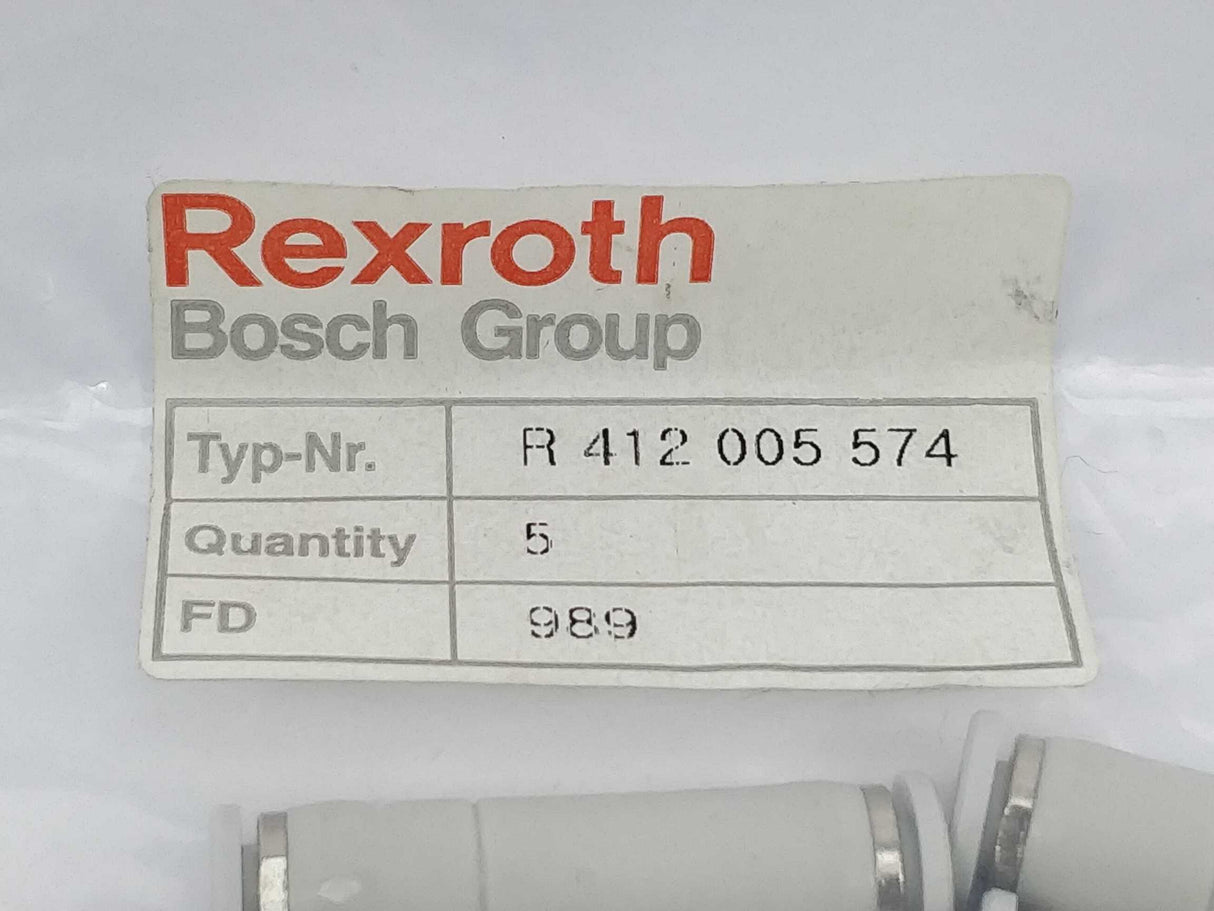 Rexroth
Bosch Group
Typ-Nr. R 412 005 574
Quantity 5
FD 989